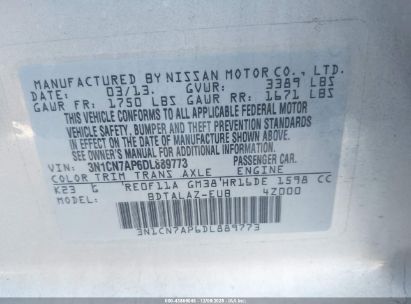 MANUFACTURED BY NISSAN MOTOR CO., LTD.
DATE: 03/13. GVWR: 3389 LBS
GAWR FR: 1750 LBS GAWR RR: 1671 LBS
THIS VEHICLE CONFORMS TO ALL APPLICABLE FEDERAL MOTOR
VEHICLE SAFETY, BUMPER, AND THEFT PREVENTION STANDARDS
IN EFFECT ON THE DATE OF MANUFACTURE SHOWN ABOVE.
SEE OWNER'S MANUAL FOR ADDITIONAL INFORMATION
VIN: 3N1CN7AP6DL889773 PASSENGER CAR.
COLOR TRIM TRANS AXLE ENGINE
K23 G RE0F11A GM38 HR16DE 1598 CC
MODEL: BDTALAZ-EUB 4Z000
3N1CN7AP6DL889773